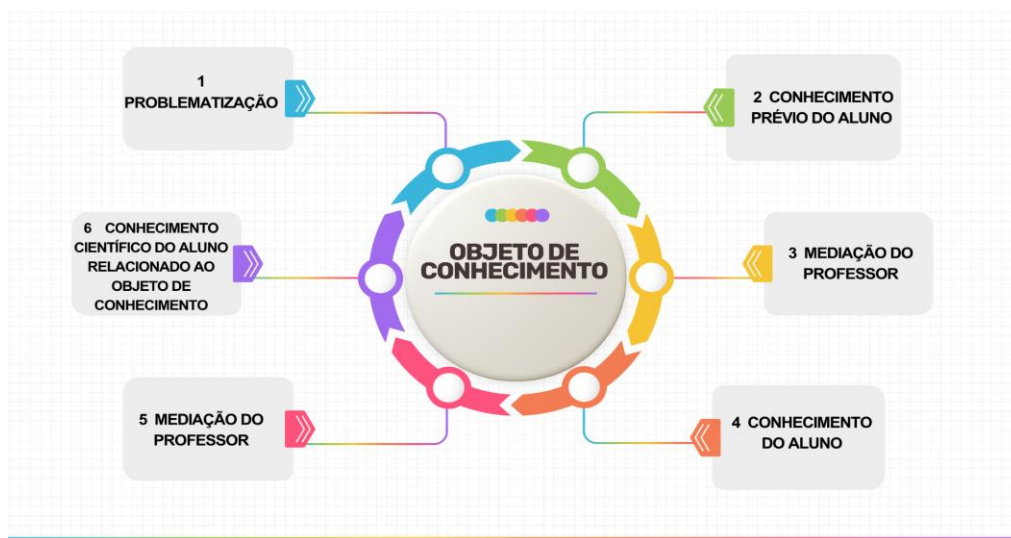 1
PROBLEMATIZAÇÃO
2 CONHECIMENTO
PRÉVIO DO ALUNO
3 MEDIAÇÃO DO
PROFESSOR
4 CONHECIMENTO
DO ALUNO
5 MEDIAÇÃO DO
PROFESSOR
6 CONHECIMENTO
CIENTÍFICO DO ALUNO
RELACIONADO AO
OBJETO DE
CONHECIMENTO
OBJETO DE
CONHECIMENTO